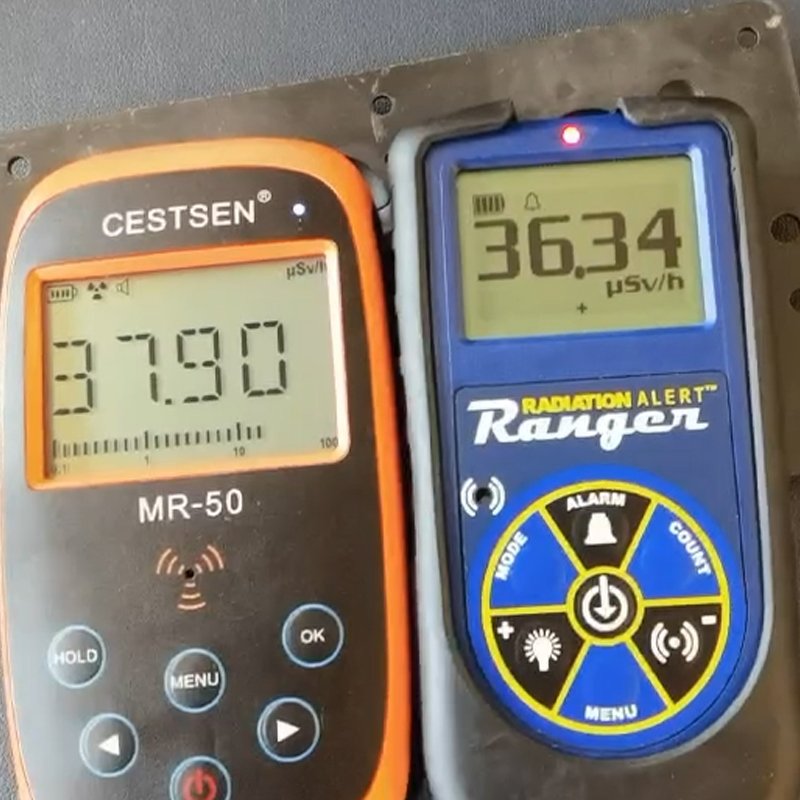 CESTSEN®
µSv/h
37.90
0.1 1 10 100
MR-50
HOLD
MENU
OK
36.34
µSv/h
+
RADIATION ALERT™
Ranger
ALARM
MODE
COUNT
+
-
MENU